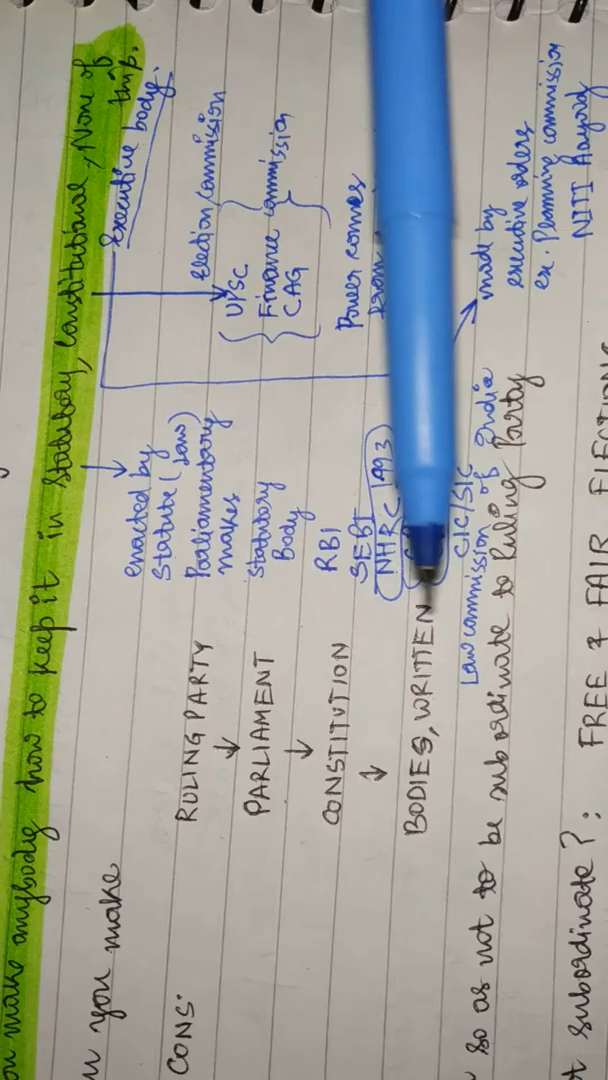 make anybody how to keep it in Statutory, Constitutional, None of
this.
you make
Executive body.
enacted by
Statute (Law)
Parliamentary
makes
Statutory
Body
RBI
SEBI
NHRC 1993
CIC/SIC
Law commission of India
Election Commission
UPSC
Finance Commission
CAG
Power comes
from
made by
executive orders
ex. Planning commission
NITI Aayog
CONS.
RULING PARTY
↓
PARLIAMENT
↓
CONSTITUTION
↓
BODIES, WRITTEN
so as not to be subordinate to Ruling Party
subordinate? : FREE & FAIR ELECTIONS